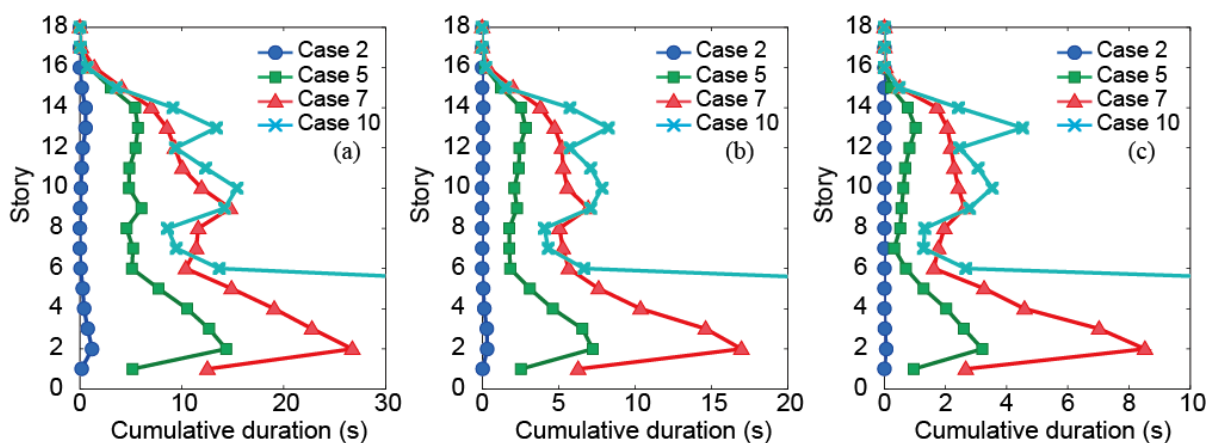 18
16
14
12
10
8
6
4
2
0
Story
Case 2
Case 5
Case 7
Case 10
(a)
0 10 20 30
Cumulative duration (s)
18
16
14
12
10
8
6
4
2
0
Story
Case 2
Case 5
Case 7
Case 10
(b)
0 5 10 15 20
Cumulative duration (s)
18
16
14
12
10
8
6
4
2
0
Story
Case 2
Case 5
Case 7
Case 10
(c)
0 2 4 6 8 10
Cumulative duration (s)